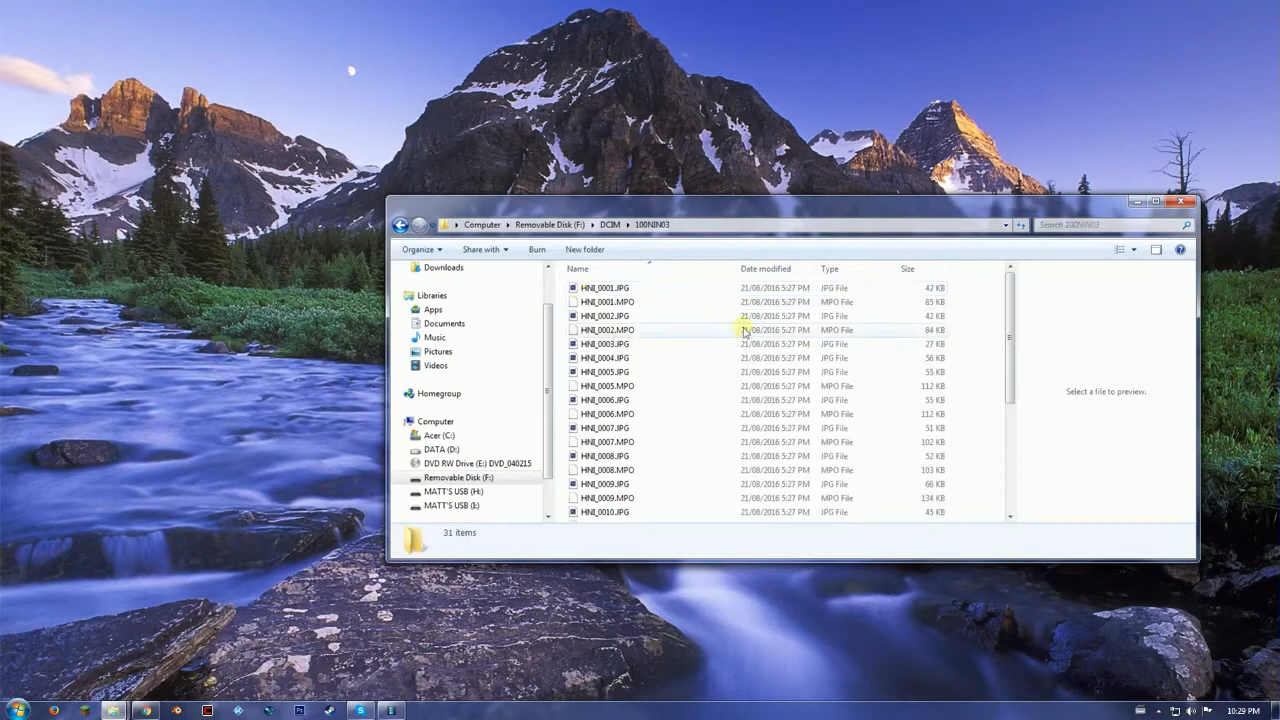 Computer Removable Disk (F:) DCIM 100NIN03 Search 100NIN03
Organize Share with Burn New folder
Downloads
Libraries
Apps
Documents
Music
Pictures
Videos
Homegroup
Computer
Acer (C:)
DATA (D:)
DVD RW Drive (E:) DVD_040215
Removable Disk (F:)
MATT'S USB (H:)
MATT'S USB (I:)
Name Date modified Type Size
HNI_0001.JPG 21/08/2016 5:27 PM JPG File 42 KB
HNI_0001.MPO 21/08/2016 5:27 PM MPO File 85 KB
HNI_0002.JPG 21/08/2016 5:27 PM JPG File 42 KB
HNI_0002.MPO 21/08/2016 5:27 PM MPO File 84 KB
HNI_0003.JPG 21/08/2016 5:27 PM JPG File 27 KB
HNI_0004.JPG 21/08/2016 5:27 PM JPG File 56 KB
HNI_0005.JPG 21/08/2016 5:27 PM JPG File 55 KB
HNI_0005.MPO 21/08/2016 5:27 PM MPO File 112 KB
HNI_0006.JPG 21/08/2016 5:27 PM JPG File 55 KB
HNI_0006.MPO 21/08/2016 5:27 PM MPO File 112 KB
HNI_0007.JPG 21/08/2016 5:27 PM JPG File 51 KB
HNI_0007.MPO 21/08/2016 5:27 PM MPO File 102 KB
HNI_0008.JPG 21/08/2016 5:27 PM JPG File 52 KB
HNI_0008.MPO 21/08/2016 5:27 PM MPO File 103 KB
HNI_0009.JPG 21/08/2016 5:27 PM JPG File 66 KB
HNI_0009.MPO 21/08/2016 5:27 PM MPO File 134 KB
HNI_0010.JPG 21/08/2016 5:27 PM JPG File 45 KB
Select a file to preview.
31 items
10:29 PM